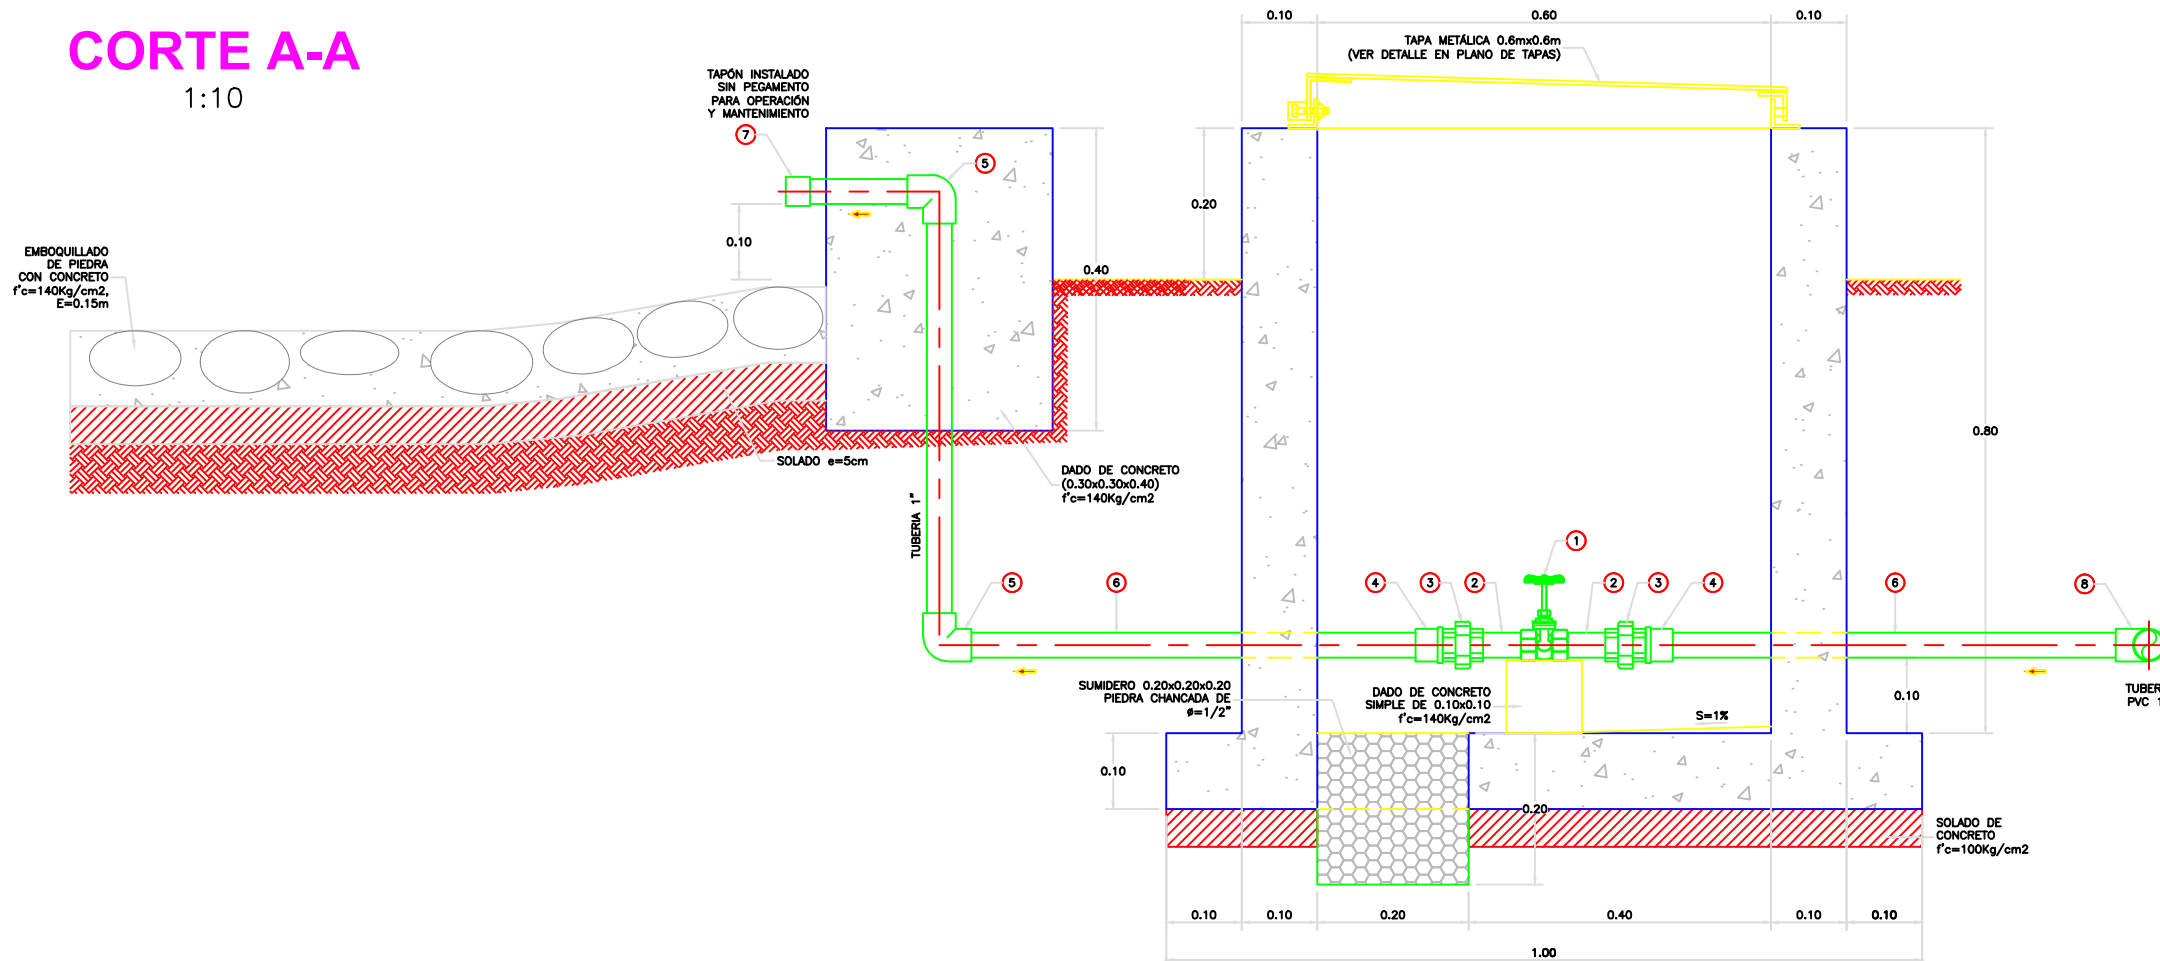 CORTE A-A
1:10
0.10
0.60
0.10
TAPA METÁLICA 0.6mx0.6m
(VER DETALLE EN PLANO DE TAPAS)
TAPÓN INSTALADO
SIN PEGAMENTO
PARA OPERACIÓN
Y MANTENIMIENTO
7
5
0.20
0.10
0.40
EMBOQUILLADO
DE PIEDRA
CON CONCRETO
f'c=140Kg/cm2,
E=0.15m
0.80
SOLADO e=5cm
DADO DE CONCRETO
(0.30x0.30x0.40)
f'c=140Kg/cm2
TUBERIA 1"
1
5
6
4
3
2
2
3
4
6
8
SUMIDERO 0.20x0.20x0.20
PIEDRA CHANCADA DE
ø=1/2"
DADO DE CONCRETO
SIMPLE DE 0.10x0.10
f'c=140Kg/cm2
S=1%
0.10
TUBER
PVC 1
0.10
0.20
SOLADO DE
CONCRETO
f'c=100Kg/cm2
0.10
0.10
0.20
0.40
0.10
0.10
1.00